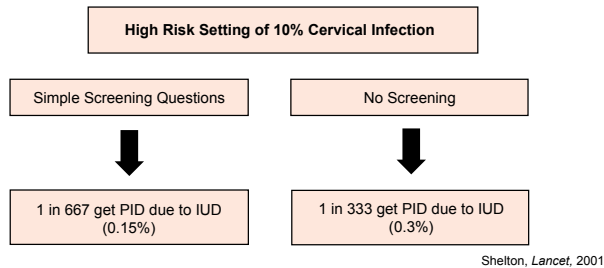 High Risk Setting of 10% Cervical Infection
Simple Screening Questions
No Screening
1 in 667 get PID due to IUD
(0.15%)
1 in 333 get PID due to IUD
(0.3%)
Shelton, Lancet, 2001